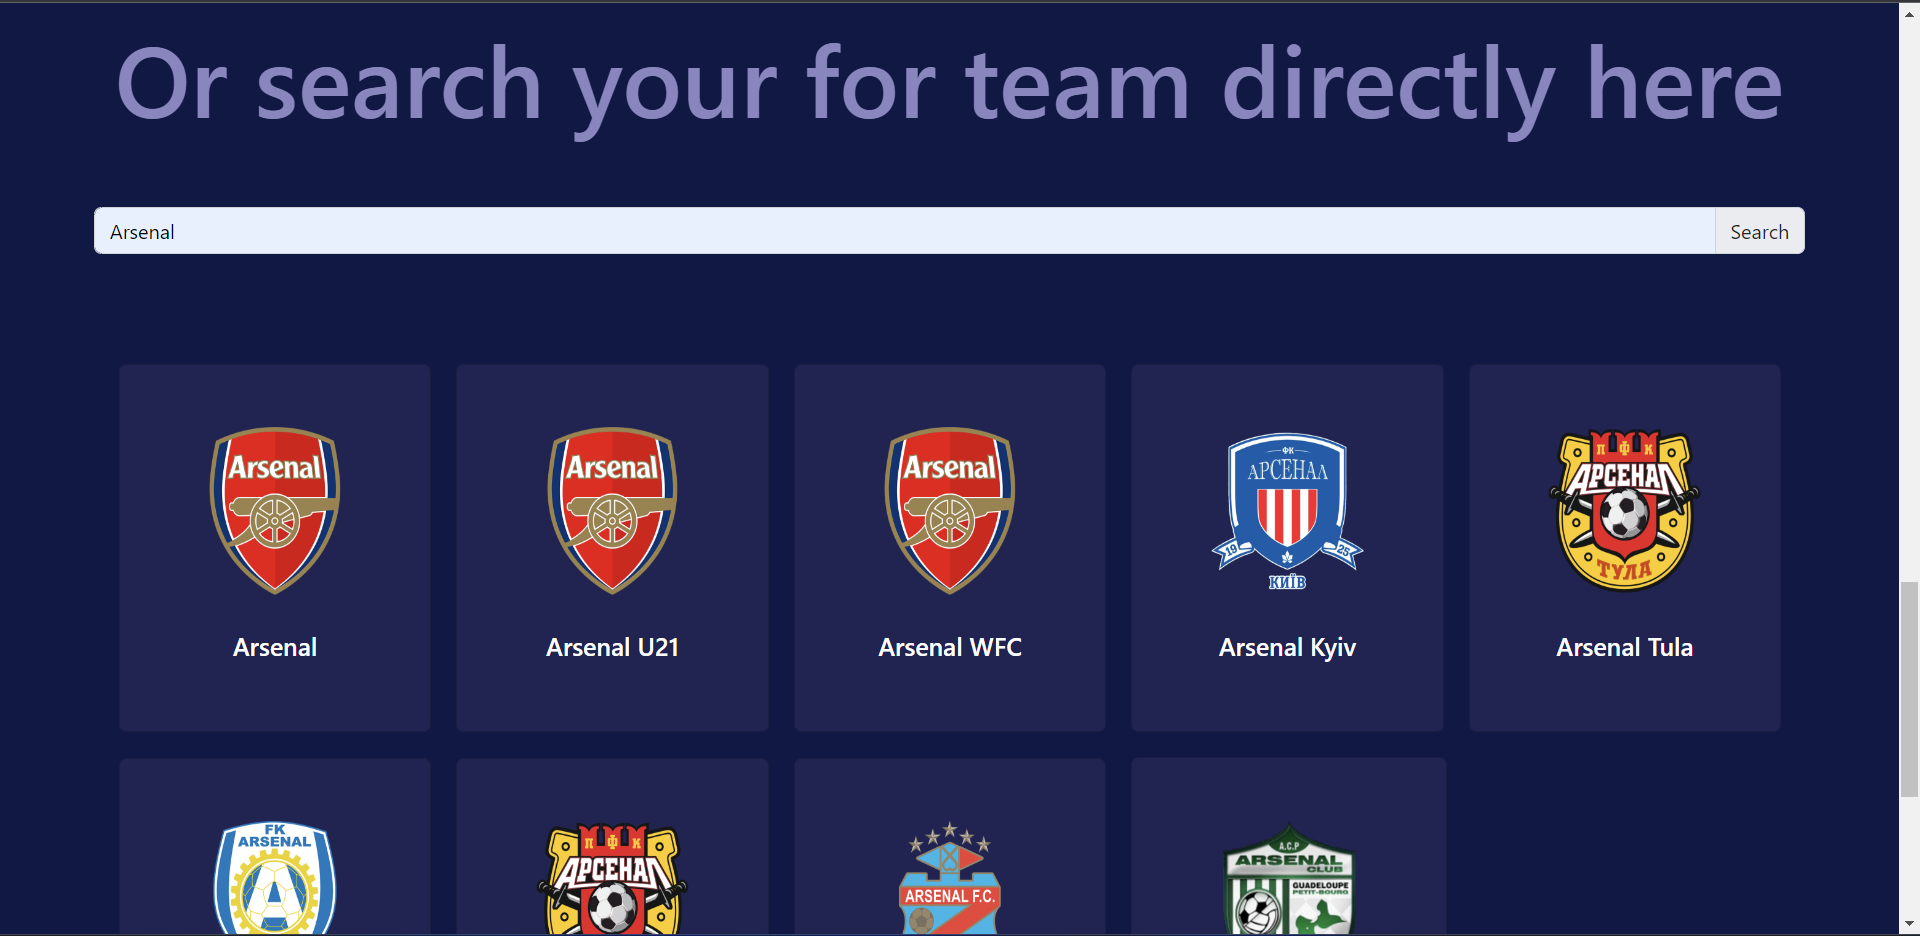 Or search your for team directly here
Arsenal
Search
Arsenal
Arsenal
Arsenal
ФК
АРСЕНАЛ
19
25
КИЇВ
П Ф К
АРСЕНАЛ
ТУЛА
Arsenal
Arsenal U21
Arsenal WFC
Arsenal Kyiv
Arsenal Tula
FK
ARSENAL
A
П Ф К
АРСЕНАЛ
ARSENAL F.C.
A.C.P
ARSENAL
CLUB
GUADELOUPE
PETIT-BOURG